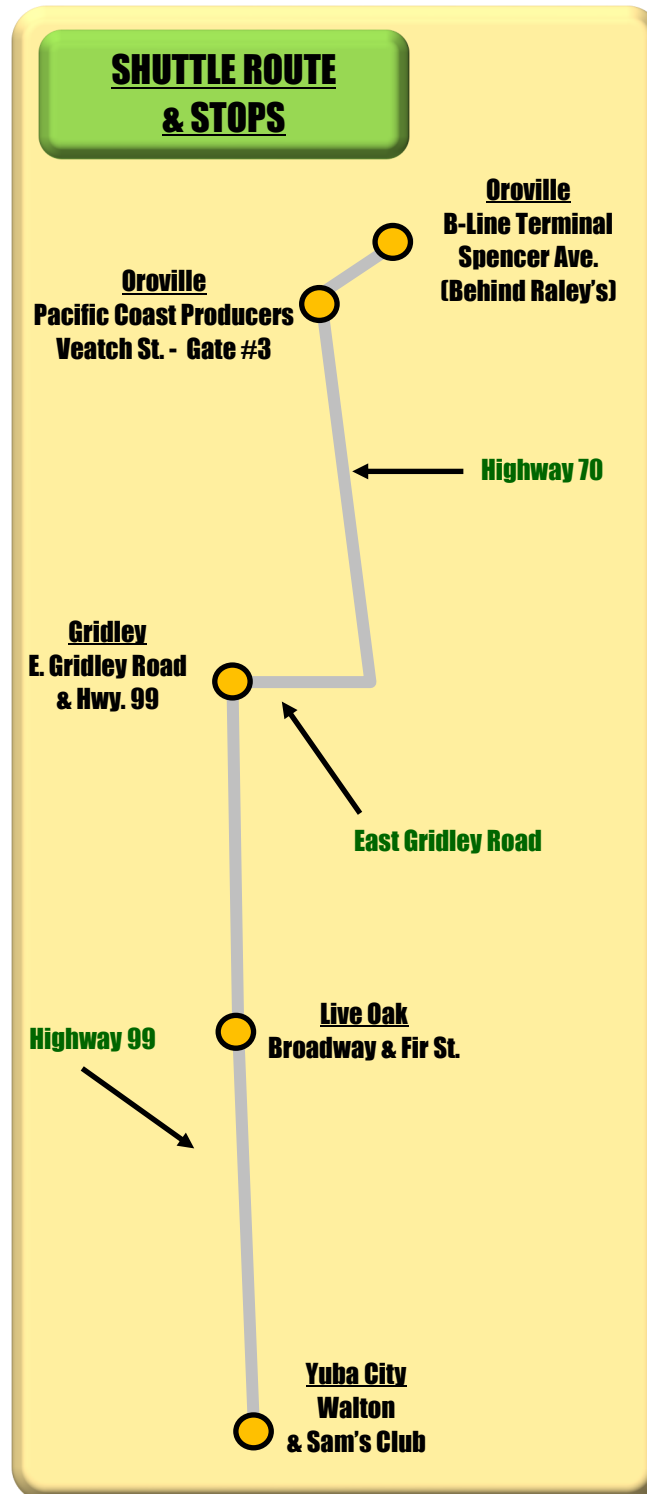 SHUTTLE ROUTE
& STOPS
Oroville
B-Line Terminal
Spencer Ave.
(Behind Raley's)
Oroville
Pacific Coast Producers
Veatch St. - Gate #3
Highway 70
Gridley
E. Gridley Road
& Hwy. 99
East Gridley Road
Live Oak
Broadway & Fir St.
Highway 99
Yuba City
Walton
& Sam's Club